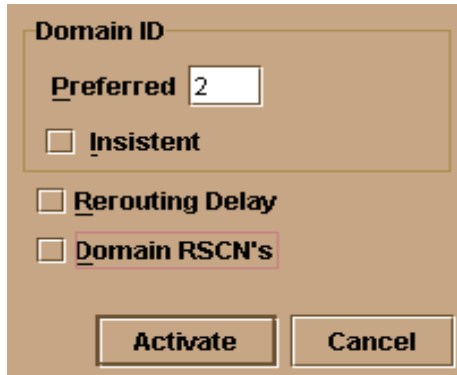 Domain ID
Preferred 2
Insistent
Rerouting Delay
Domain RSCN's
Activate Cancel